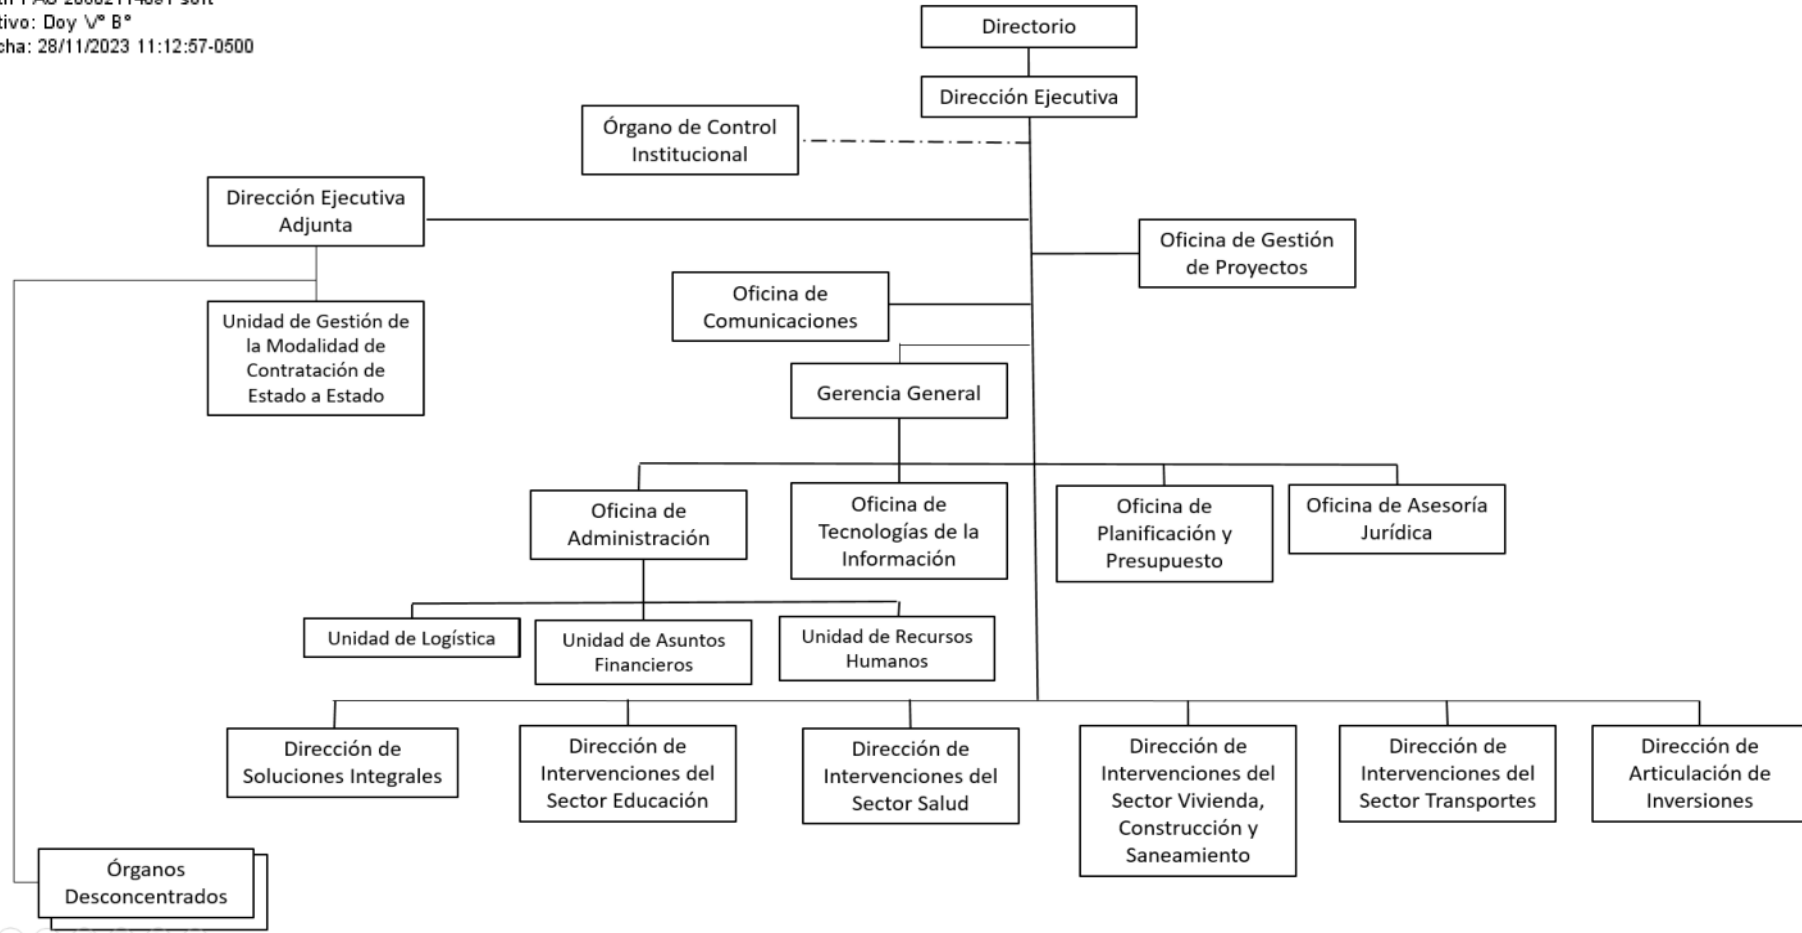 tivo: Doy V° B°
cha: 28/11/2023 11:12:57-0500
Directorio
Dirección Ejecutiva
Órgano de Control
Institucional
Dirección Ejecutiva
Adjunta
Oficina de Gestión
de Proyectos
Oficina de
Comunicaciones
Unidad de Gestión de
la Modalidad de
Contratación de
Estado a Estado
Gerencia General
Oficina de
Administración
Oficina de
Tecnologías de la
Información
Oficina de
Planificación y
Presupuesto
Oficina de Asesoría
Jurídica
Unidad de Logística
Unidad de Asuntos
Financieros
Unidad de Recursos
Humanos
Dirección de
Soluciones Integrales
Dirección de
Intervenciones del
Sector Educación
Dirección de
Intervenciones del
Sector Salud
Dirección de
Intervenciones del
Sector Vivienda,
Construcción y
Saneamiento
Dirección de
Intervenciones del
Sector Transportes
Dirección de
Articulación de
Inversiones
Órganos
Desconcentrados